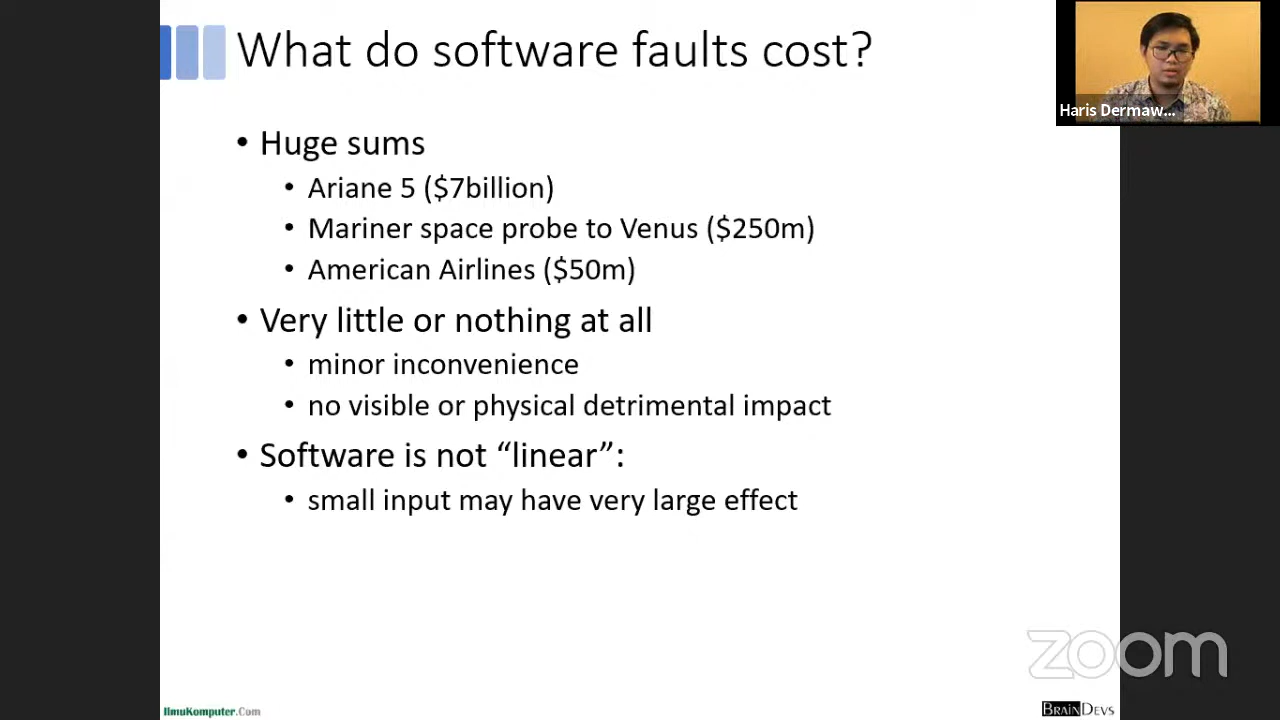 What do software faults cost?
Haris Dermaw...
• Huge sums
• Ariane 5 ($7billion)
• Mariner space probe to Venus ($250m)
• American Airlines ($50m)
• Very little or nothing at all
• minor inconvenience
• no visible or physical detrimental impact
• Software is not “linear”:
• small input may have very large effect
zoom
IlmuKomputer.Com
BRAINDEVS